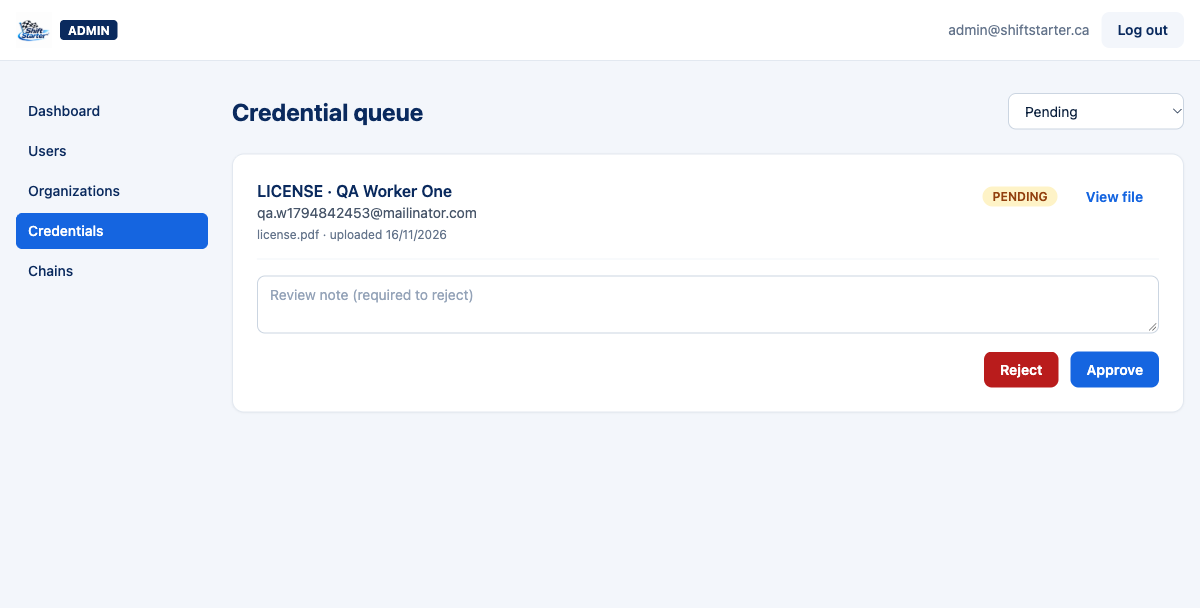 Shift Starter
ADMIN
admin@shiftstarter.ca
Log out
Dashboard
Users
Organizations
Credentials
Chains
Credential queue
Pending
LICENSE · QA Worker One
qa.w1794842453@mailinator.com
license.pdf · uploaded 16/11/2026
PENDING
View file
Review note (required to reject)
Reject
Approve